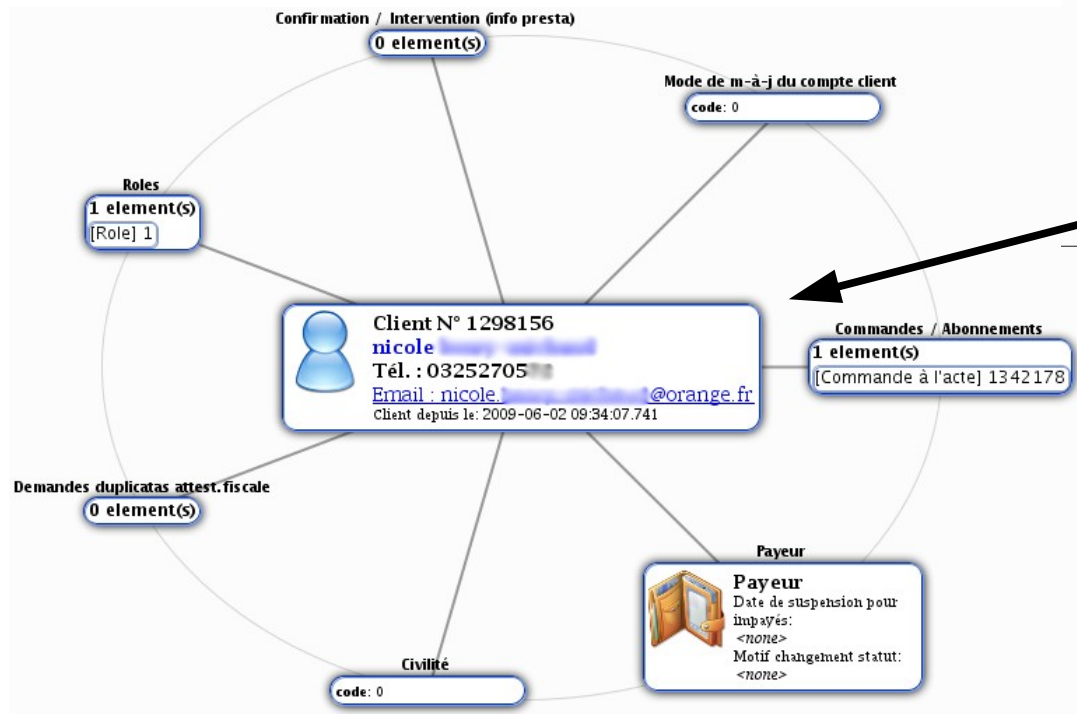 Confirmation / Intervention (info presta)
0 element(s)
Mode de m-à-j du compte client
code: 0
Roles
1 element(s)
[Role] 1
Client N° 1298156
nicole
Tél. : 03252705
Email : nicole. @orange.fr
Client depuis le: 2009-06-02 09:34:07.741
Commandes / Abonnements
1 element(s)
[Commande à l'acte] 1342178
Demandes duplicatas attest.fiscale
0 element(s)
Payeur
Payeur
Date de suspension pour
impayés:
<none>
Motif changement statut:
<none>
Civilité
code: 0